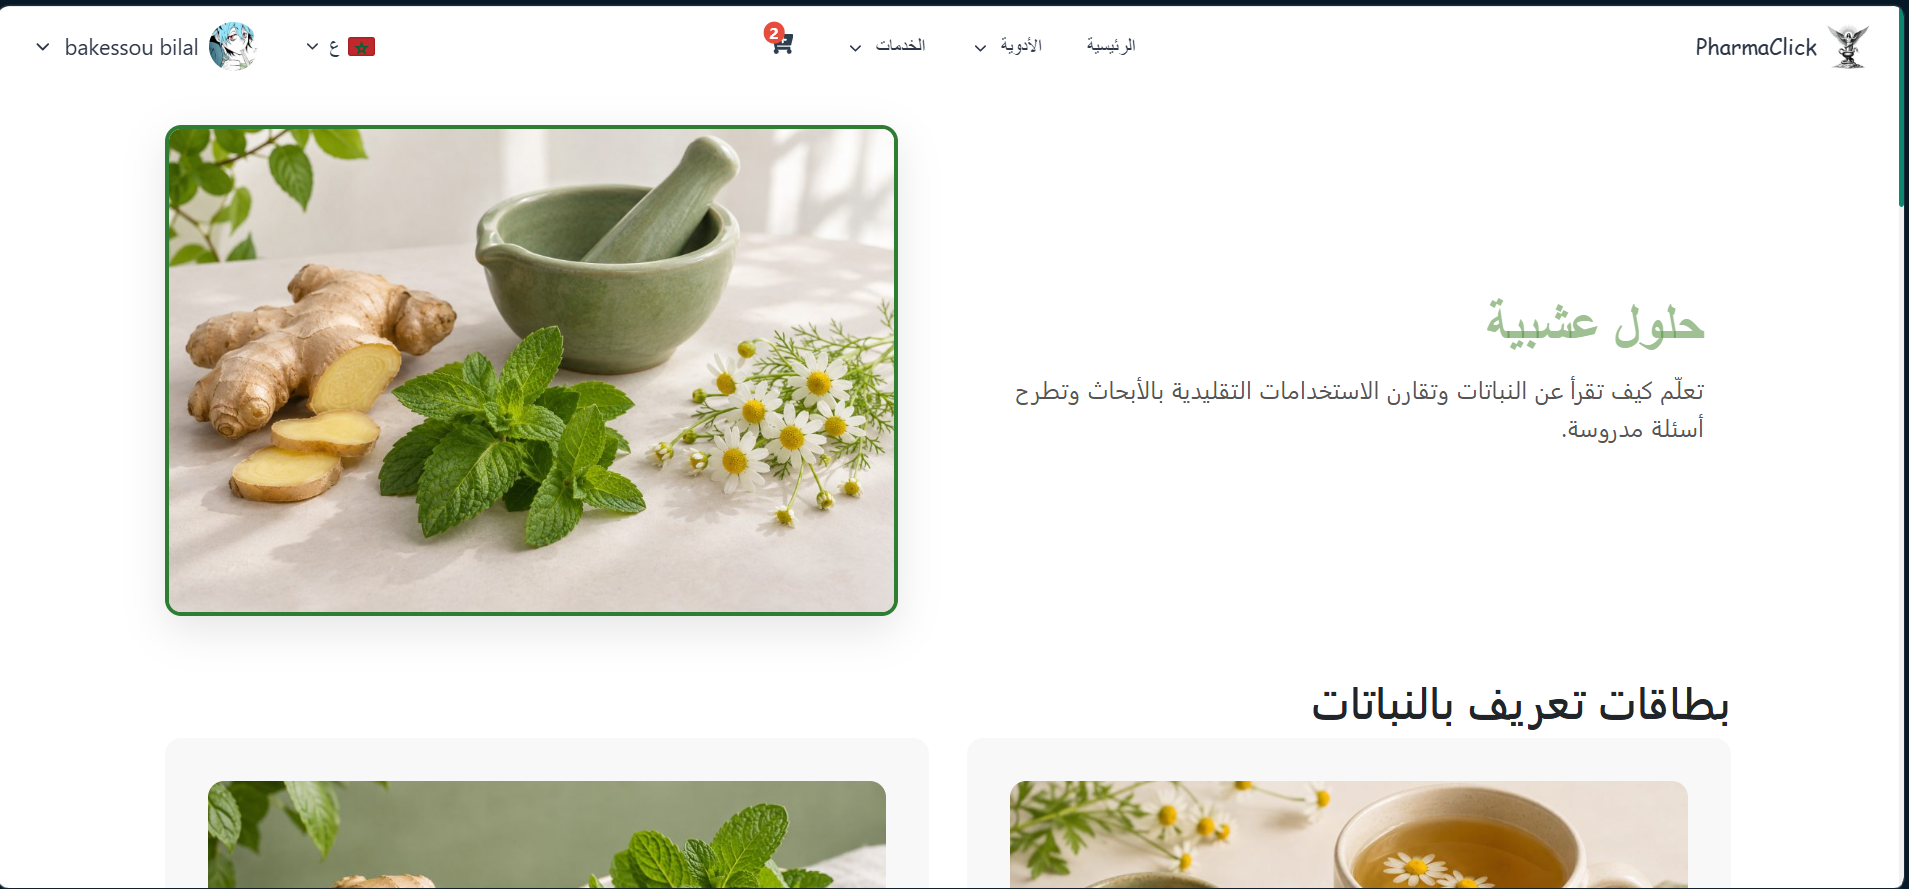 PharmaClick
الرئيسية
الأدوية
الخدمات
2
ع
bakessou bilal
حلول عشبية
تعلّم كيف تقرأ عن النباتات وتقارن الاستخدامات التقليدية بالأبحاث وتطرح
أسئلة مدروسة.
بطاقات تعريف بالنباتات